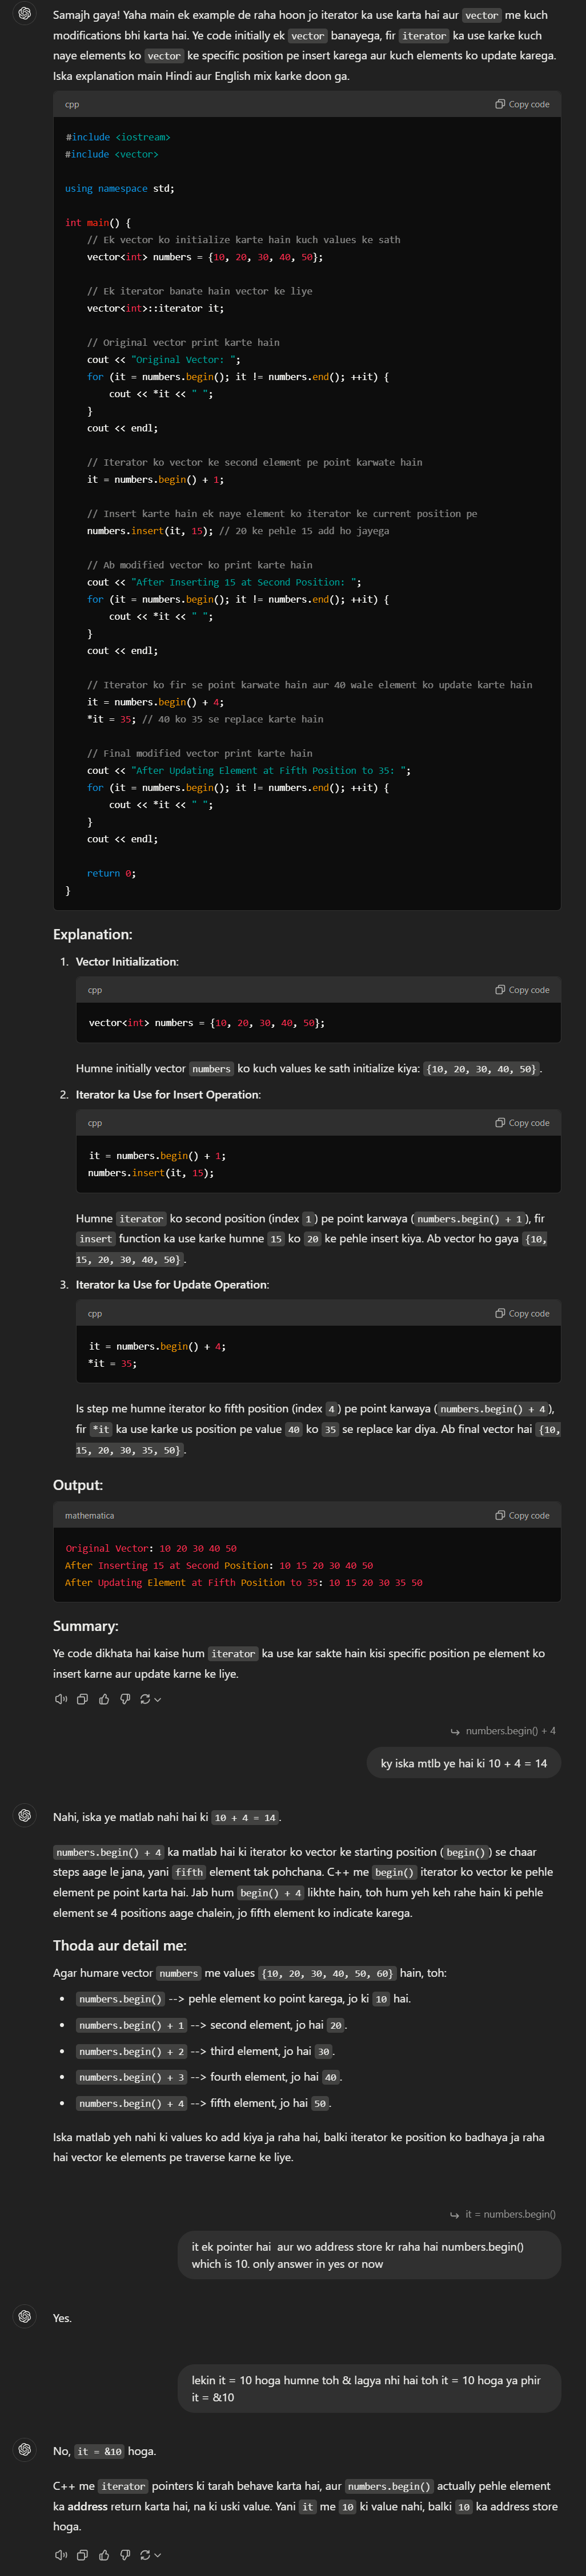 Samajh gaya! Yaha main ek example de raha hoon jo iterator ka use karta hai aur vector me kuch
modifications bhi karta hai. Ye code initially ek vector banayega, fir iterator ka use karke kuch
naye elements ko vector ke specific position pe insert karega aur kuch elements ko update karega.
Iska explanation main Hindi aur English mix karke doon ga.
cpp
Copy code
#include <iostream>
#include <vector>
using namespace std;
int main() {
// Ek vector ko initialize karte hain kuch values ke sath
vector<int> numbers = {10, 20, 30, 40, 50};
// Ek iterator banate hain vector ke liye
vector<int>::iterator it;
// Original vector print karte hain
cout << "Original Vector: ";
for (it = numbers.begin(); it != numbers.end(); ++it) {
cout << *it << " ";
}
cout << endl;
// Iterator ko vector ke second element pe point karwate hain
it = numbers.begin() + 1;
// Insert karte hain ek naye element ko iterator ke current position pe
numbers.insert(it, 15); // 20 ke pehle 15 add ho jayega
// Ab modified vector ko print karte hain
cout << "After Inserting 15 at Second Position: ";
for (it = numbers.begin(); it != numbers.end(); ++it) {
cout << *it << " ";
}
cout << endl;
// Iterator ko fir se point karwate hain aur 40 wale element ko update karte hain
it = numbers.begin() + 4;
*it = 35; // 40 ko 35 se replace karte hain
// Final modified vector print karte hain
cout << "After Updating Element at Fifth Position to 35: ";
for (it = numbers.begin(); it != numbers.end(); ++it) {
cout << *it << " ";
}
cout << endl;
return 0;
}
Explanation:
1. Vector Initialization:
cpp
Copy code
vector<int> numbers = {10, 20, 30, 40, 50};
Humne initially vector numbers ko kuch values ke sath initialize kiya: {10, 20, 30, 40, 50}.
2. Iterator ka Use for Insert Operation:
cpp
Copy code
it = numbers.begin() + 1;
numbers.insert(it, 15);
Humne iterator ko second position (index 1) pe point karwaya (numbers.begin() + 1), fir
insert function ka use karke humne 15 ko 20 ke pehle insert kiya. Ab vector ho gaya {10,
15, 20, 30, 40, 50}.
3. Iterator ka Use for Update Operation:
cpp
Copy code
it = numbers.begin() + 4;
*it = 35;
Is step me humne iterator ko fifth position (index 4) pe point karwaya (numbers.begin() + 4),
fir *it ka use karke us position pe value 40 ko 35 se replace kar diya. Ab final vector hai {10,
15, 20, 30, 35, 50}.
Output:
mathematica
Copy code
Original Vector: 10 20 30 40 50
After Inserting 15 at Second Position: 10 15 20 30 40 50
After Updating Element at Fifth Position to 35: 10 15 20 30 35 50
Summary:
Ye code dikhata hai kaise hum iterator ka use kar sakte hain kisi specific position pe element ko
insert karne aur update karne ke liye.
numbers.begin() + 4
ky iska mtlb ye hai ki 10 + 4 = 14
Nahi, iska ye matlab nahi hai ki 10 + 4 = 14.
numbers.begin() + 4 ka matlab hai ki iterator ko vector ke starting position (begin()) se chaar
steps aage le jana, yani fifth element tak pohchana. C++ me begin() iterator ko vector ke pehle
element pe point karta hai. Jab hum begin() + 4 likhte hain, toh hum yeh keh rahe hain ki pehle
element se 4 positions aage chalein, jo fifth element ko indicate karega.
Thoda aur detail me:
Agar humare vector numbers me values {10, 20, 30, 40, 50, 60} hain, toh:
• numbers.begin() --> pehle element ko point karega, jo ki 10 hai.
• numbers.begin() + 1 --> second element, jo hai 20.
• numbers.begin() + 2 --> third element, jo hai 30.
• numbers.begin() + 3 --> fourth element, jo hai 40.
• numbers.begin() + 4 --> fifth element, jo hai 50.
Iska matlab yeh nahi ki values ko add kiya ja raha hai, balki iterator ke position ko badhaya ja raha
hai vector ke elements pe traverse karne ke liye.
it = numbers.begin()
it ek pointer hai aur wo address store kr raha hai numbers.begin()
which is 10. only answer in yes or now
Yes.
lekin it = 10 hoga humne toh & lagya nhi hai toh it = 10 hoga ya phir
it = &10
No, it = &10 hoga.
C++ me iterator pointers ki tarah behave karta hai, aur numbers.begin() actually pehle element
ka address return karta hai, na ki uski value. Yani it me 10 ki value nahi, balki 10 ka address store
hoga.